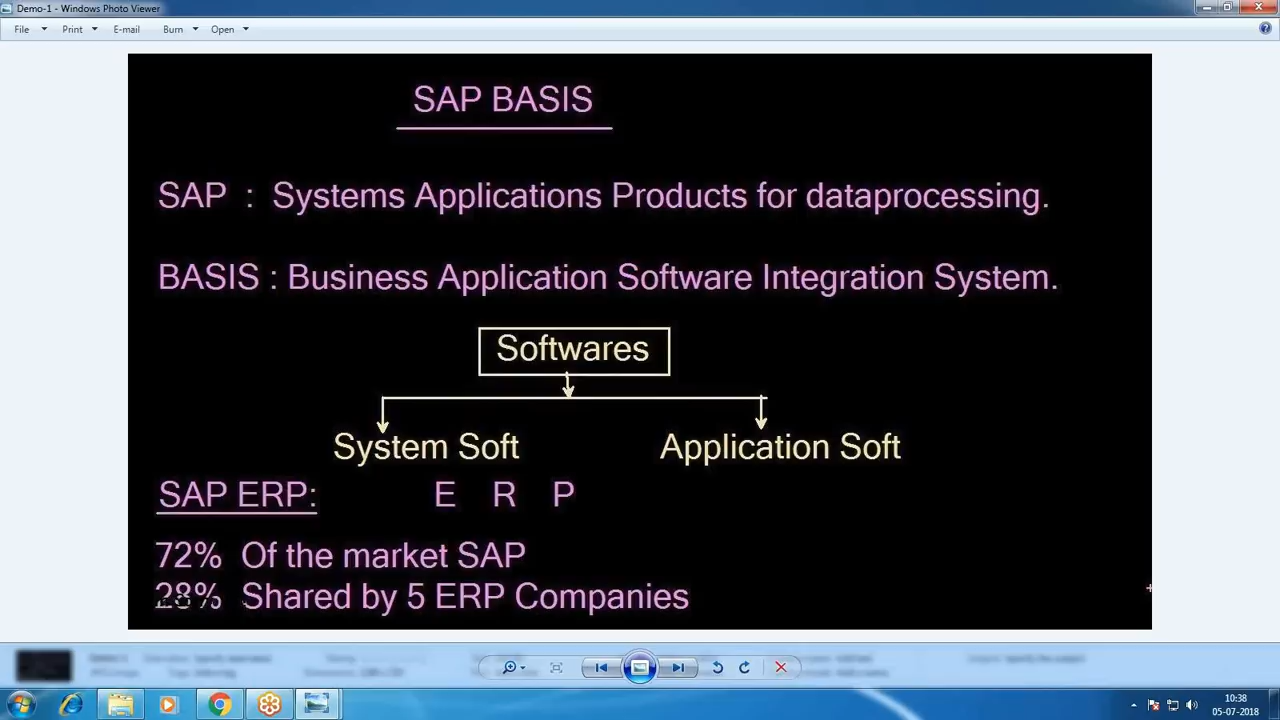 Demo-1 - Windows Photo Viewer
File Print E-mail Burn Open
SAP BASIS
SAP : Systems Applications Products for dataprocessing.
BASIS : Business Application Software Integration System.
Softwares
System Soft Application Soft
SAP ERP: E R P
72% Of the market SAP
28% Shared by 5 ERP Companies
10:38
05-07-2018